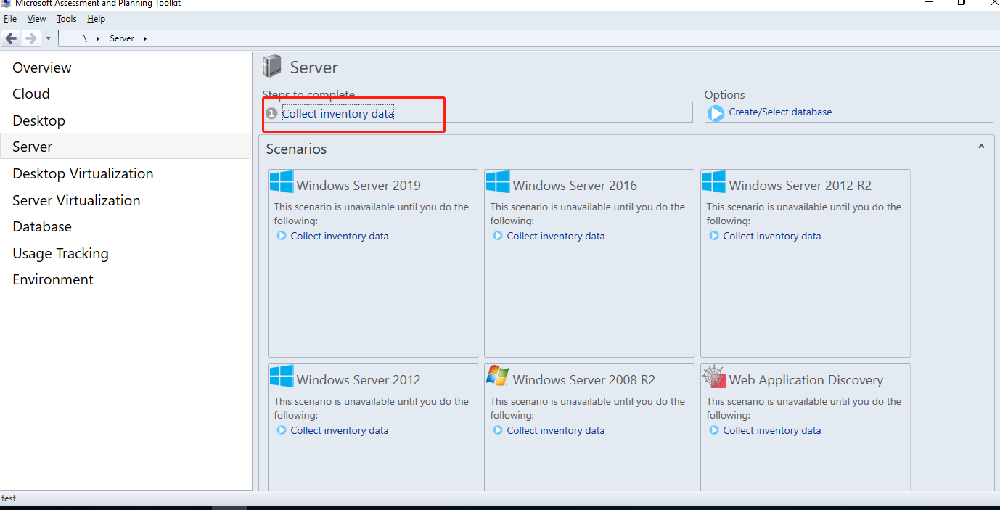 Microsoft Assessment and Planning Toolkit
File View Tools Help
\ Server
Overview
Cloud
Desktop
Server
Desktop Virtualization
Server Virtualization
Database
Usage Tracking
Environment
Server
Steps to complete
1 Collect inventory data
Options
Create/Select database
Scenarios
Windows Server 2019
This scenario is unavailable until you do the
following:
Collect inventory data
Windows Server 2016
This scenario is unavailable until you do the
following:
Collect inventory data
Windows Server 2012 R2
This scenario is unavailable until you do the
following:
Collect inventory data
Windows Server 2012
This scenario is unavailable until you do the
following:
Collect inventory data
Windows Server 2008 R2
This scenario is unavailable until you do the
following:
Collect inventory data
Web Application Discovery
This scenario is unavailable until you do the
following:
Collect inventory data
test